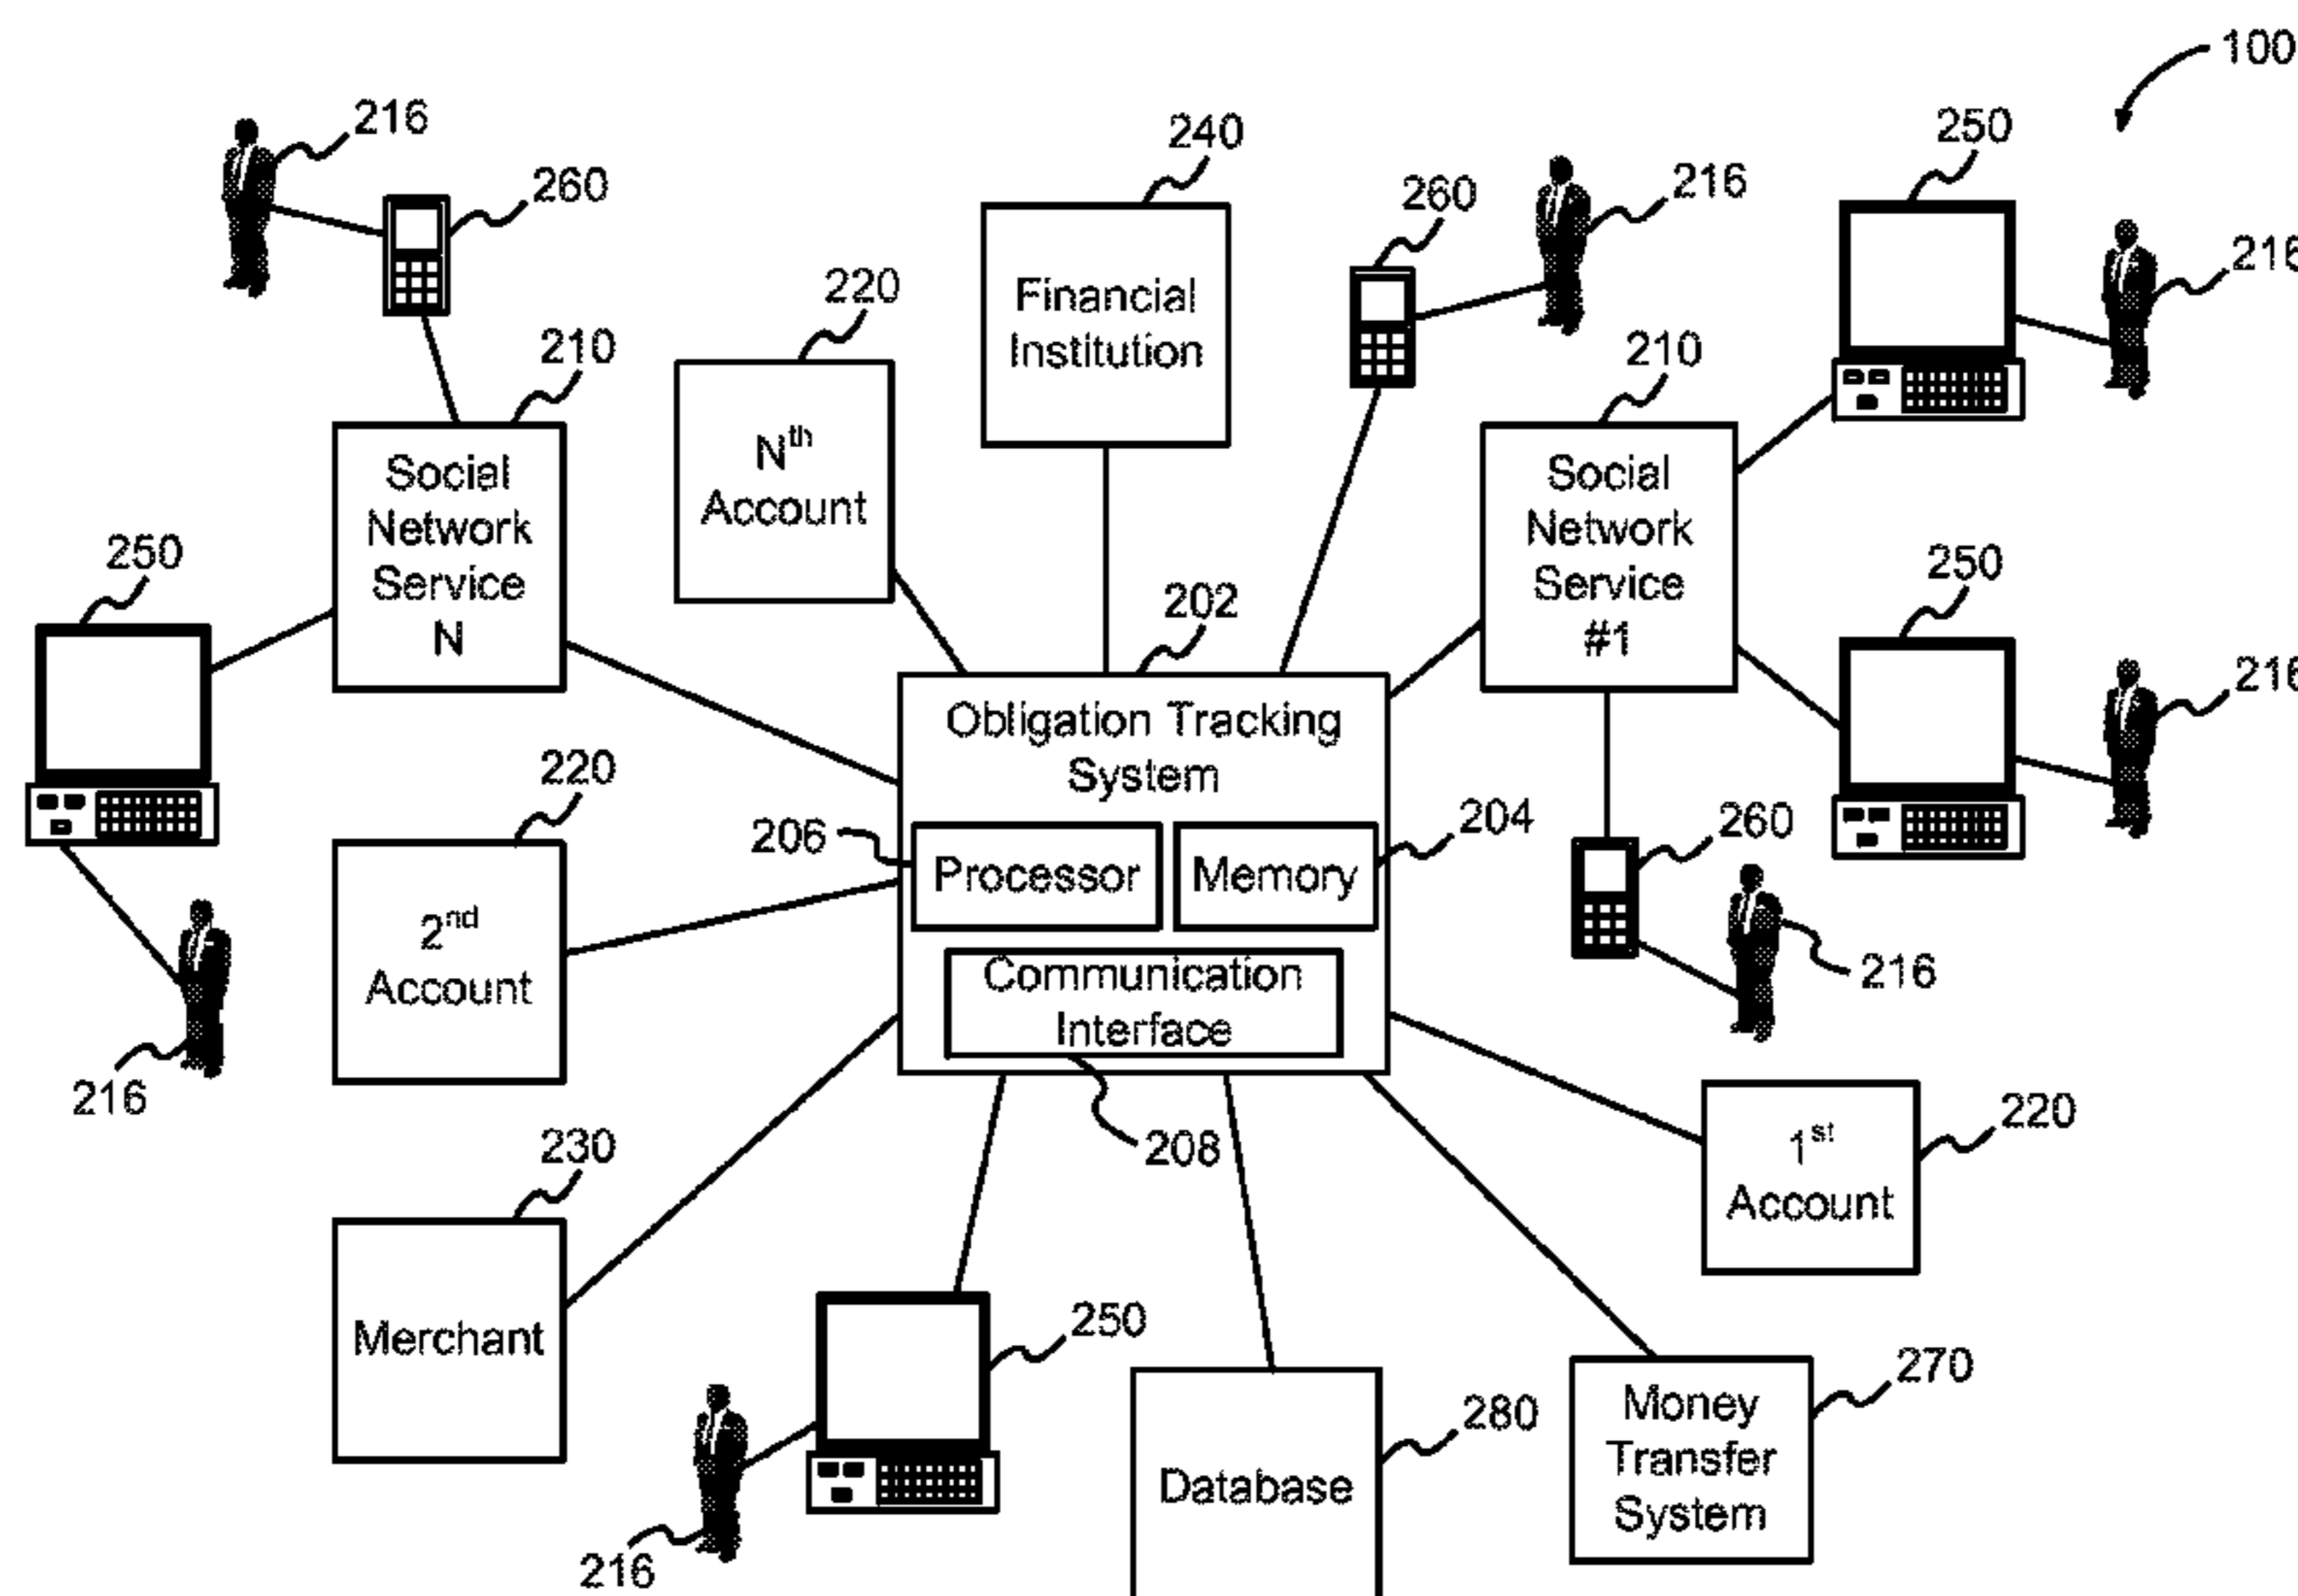 100
216
240
250
260
260
216
216
220
Financial
Institution
210
210
Nth
Account
Social
Network
Service
N
Social
Network
Service
#1
250
250
202
216
Obligation Tracking
System
220
206
204
260
Processor
Memory
2nd
Account
Communication
Interface
216
216
220
230
208
1st
Account
Merchant
250
270
Money
Transfer
System
280
Database
216